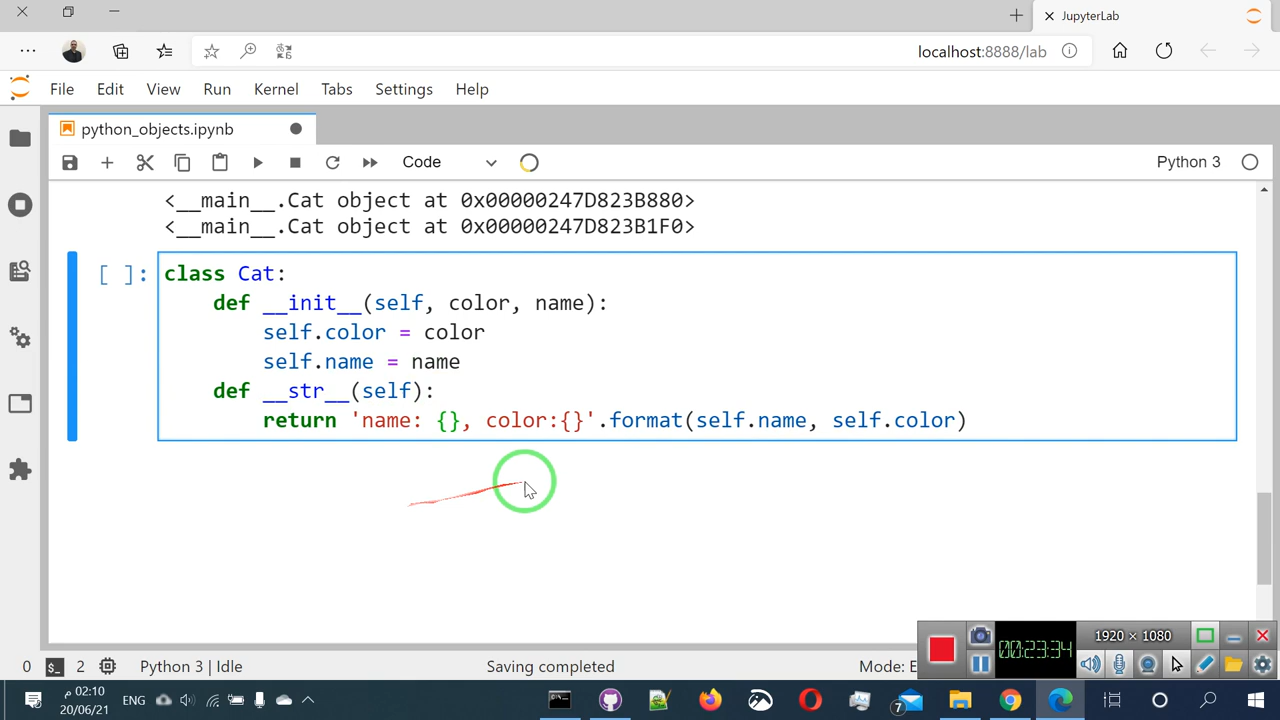 JupyterLab
localhost:8888/lab
File Edit View Run Kernel Tabs Settings Help
python_objects.ipynb
Code
Python 3
<__main__.Cat object at 0x00000247D823B880>
<__main__.Cat object at 0x00000247D823B1F0>
[ ]:
class Cat:
    def __init__(self, color, name):
        self.color = color
        self.name = name
    def __str__(self):
        return 'name: {}, color:{}'.format(self.name, self.color)
0 2 Python 3 | Idle Saving completed Mode: E
1920 × 1080
00:23:34
02:10 م
20/06/21
ENG
7